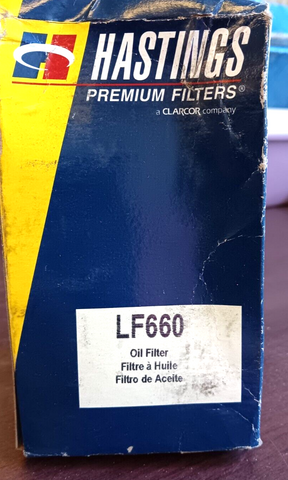 HASTINGS
PREMIUM FILTERS®
a CLARCOR company
LF660
Oil Filter
Filtre à Huile
Filtro de Aceite